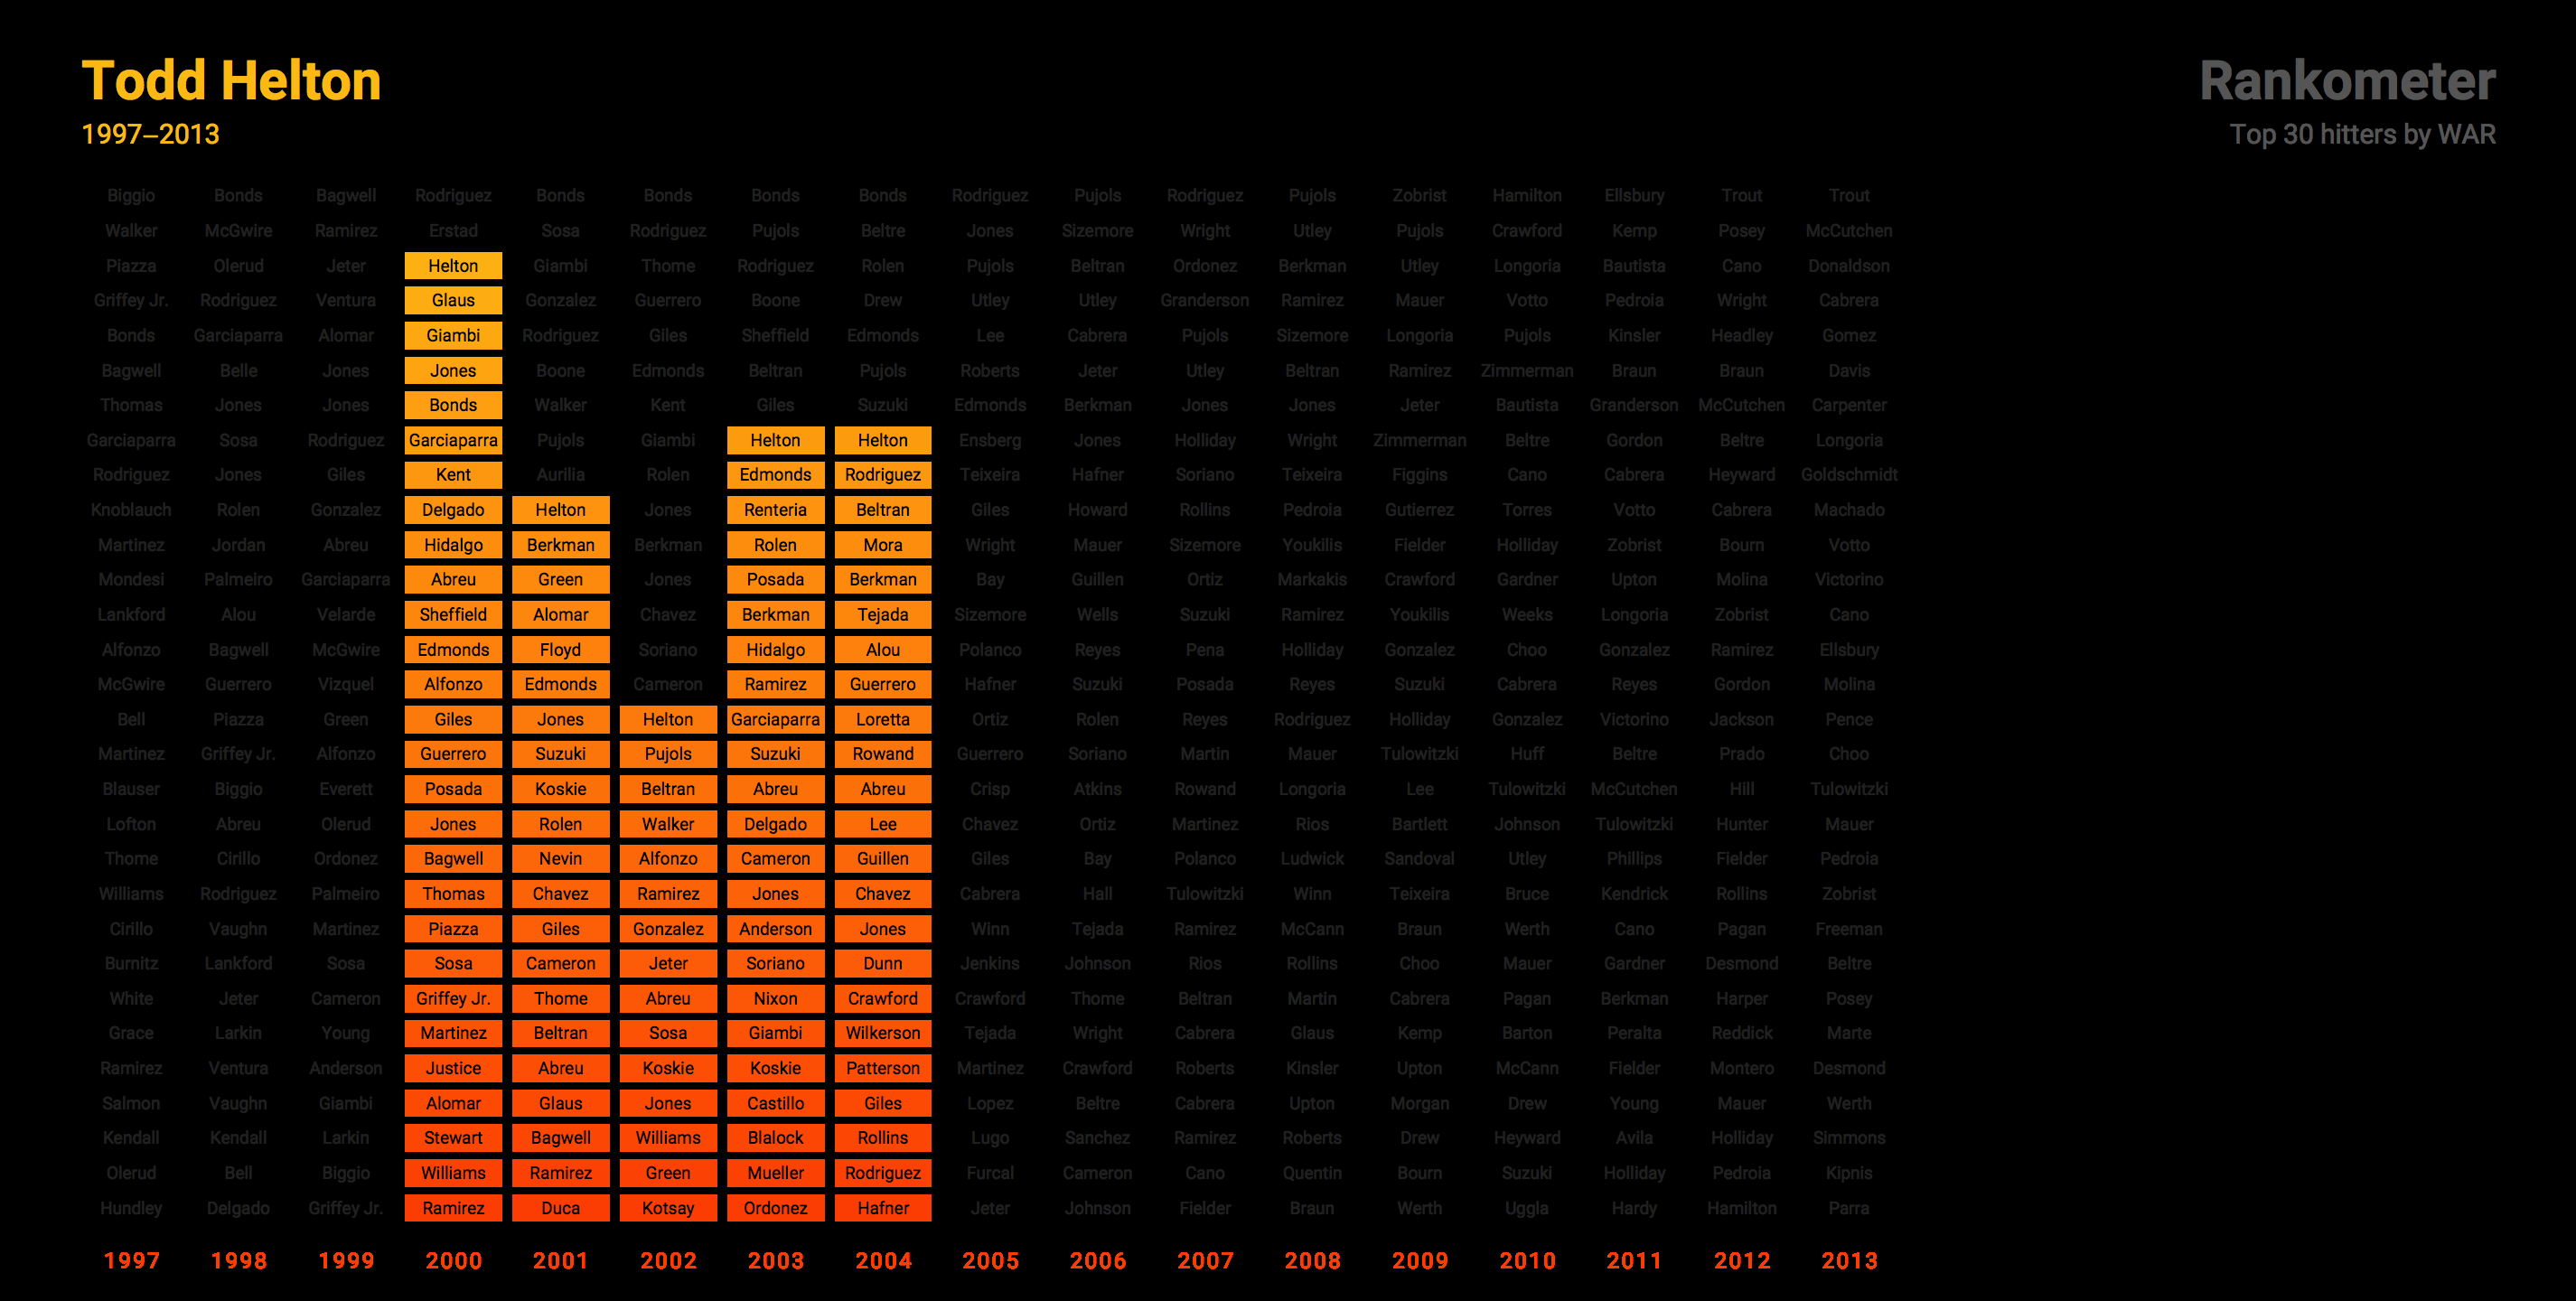 Todd Helton
1997–2013
Rankometer
Top 30 hitters by WAR
Biggio Bonds Bagwell Rodriguez Bonds Bonds Bonds Bonds Rodriguez Pujols Rodriguez Pujols Zobrist Hamilton Ellsbury Trout Trout
Walker McGwire Ramirez Erstad Sosa Rodriguez Pujols Beltre Jones Sizemore Wright Utley Pujols Crawford Kemp Posey McCutchen
Piazza Olerud Jeter Helton Giambi Thome Rodriguez Rolen Pujols Beltran Ordonez Berkman Utley Longoria Bautista Cano Donaldson
Griffey Jr. Rodriguez Ventura Glaus Gonzalez Guerrero Boone Drew Utley Utley Granderson Ramirez Mauer Votto Pedroia Wright Cabrera
Bonds Garciaparra Alomar Giambi Rodriguez Giles Sheffield Edmonds Lee Cabrera Pujols Sizemore Longoria Pujols Kinsler Headley Gomez
Bagwell Belle Jones Jones Boone Edmonds Beltran Pujols Roberts Jeter Utley Beltran Ramirez Zimmerman Braun Braun Davis
Thomas Jones Jones Bonds Walker Kent Giles Suzuki Edmonds Berkman Jones Jones Jeter Bautista Granderson McCutchen Carpenter
Garciaparra Sosa Rodriguez Garciaparra Pujols Giambi Helton Helton Ensberg Jones Holliday Wright Zimmerman Beltre Gordon Beltre Longoria
Rodriguez Jones Giles Kent Aurilia Rolen Edmonds Rodriguez Teixeira Hafner Soriano Teixeira Figgins Cano Cabrera Heyward Goldschmidt
Knoblauch Rolen Gonzalez Delgado Helton Jones Renteria Beltran Giles Howard Rollins Pedroia Gutierrez Torres Votto Cabrera Machado
Martinez Jordan Abreu Hidalgo Berkman Berkman Rolen Mora Wright Mauer Sizemore Youkilis Fielder Holliday Zobrist Bourn Votto
Mondesi Palmeiro Garciaparra Abreu Green Jones Posada Berkman Bay Guillen Ortiz Markakis Crawford Gardner Upton Molina Victorino
Lankford Alou Velarde Sheffield Alomar Chavez Berkman Tejada Sizemore Wells Suzuki Ramirez Youkilis Weeks Longoria Zobrist Cano
Alfonzo Bagwell McGwire Edmonds Floyd Soriano Hidalgo Alou Polanco Reyes Pena Holliday Gonzalez Choo Gonzalez Ramirez Ellsbury
McGwire Guerrero Vizquel Alfonzo Edmonds Cameron Ramirez Guerrero Hafner Suzuki Posada Reyes Suzuki Cabrera Reyes Gordon Molina
Bell Piazza Green Giles Jones Helton Garciaparra Loretta Ortiz Rolen Reyes Rodriguez Holliday Gonzalez Victorino Jackson Pence
Martinez Griffey Jr. Alfonzo Guerrero Suzuki Pujols Suzuki Rowand Guerrero Soriano Martin Mauer Tulowitzki Huff Beltre Prado Choo
Blauser Biggio Everett Posada Koskie Beltran Abreu Abreu Crisp Atkins Rowand Longoria Lee Tulowitzki McCutchen Hill Tulowitzki
Lofton Abreu Olerud Jones Rolen Walker Delgado Lee Chavez Ortiz Martinez Rios Bartlett Johnson Tulowitzki Hunter Mauer
Thome Cirillo Ordonez Bagwell Nevin Alfonzo Cameron Guillen Giles Bay Polanco Ludwick Sandoval Utley Phillips Fielder Pedroia
Williams Rodriguez Palmeiro Thomas Chavez Ramirez Jones Chavez Cabrera Hall Tulowitzki Winn Teixeira Bruce Kendrick Rollins Zobrist
Cirillo Vaughn Martinez Piazza Giles Gonzalez Anderson Jones Winn Tejada Ramirez McCann Braun Werth Cano Pagan Freeman
Burnitz Lankford Sosa Sosa Cameron Jeter Soriano Dunn Jenkins Johnson Rios Rollins Choo Mauer Gardner Desmond Beltre
White Jeter Cameron Griffey Jr. Thome Abreu Nixon Crawford Crawford Thome Beltran Martin Cabrera Pagan Berkman Harper Posey
Grace Larkin Young Martinez Beltran Sosa Giambi Wilkerson Tejada Wright Cabrera Glaus Kemp Barton Peralta Reddick Marte
Ramirez Ventura Anderson Justice Abreu Koskie Koskie Patterson Martinez Crawford Roberts Kinsler Upton McCann Fielder Montero Desmond
Salmon Vaughn Giambi Alomar Glaus Jones Castillo Giles Lopez Beltre Cabrera Upton Morgan Drew Young Mauer Werth
Kendall Kendall Larkin Stewart Bagwell Williams Blalock Rollins Lugo Sanchez Ramirez Roberts Drew Heyward Avila Holliday Simmons
Olerud Bell Biggio Williams Ramirez Green Mueller Rodriguez Furcal Cameron Cano Quentin Bourn Suzuki Holliday Pedroia Kipnis
Hundley Delgado Griffey Jr. Ramirez Duca Kotsay Ordonez Hafner Jeter Johnson Fielder Braun Werth Uggla Hardy Hamilton Parra
1997 1998 1999 2000 2001 2002 2003 2004 2005 2006 2007 2008 2009 2010 2011 2012 2013